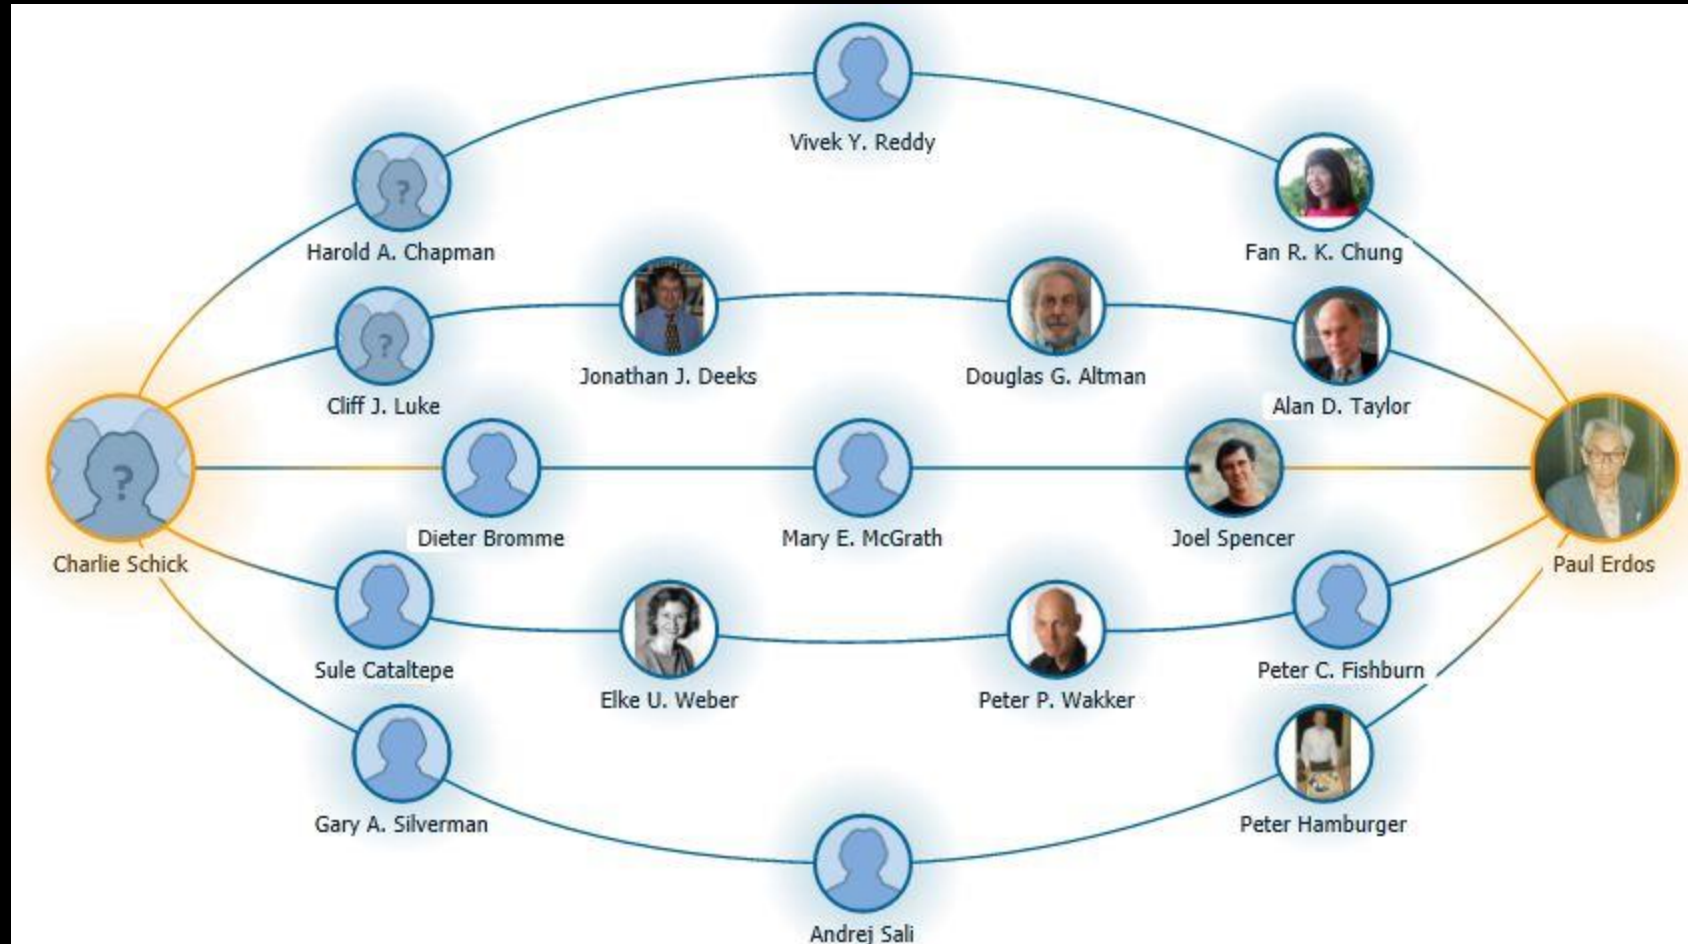 Vivek Y. Reddy
Harold A. Chapman
Fan R. K. Chung
Jonathan J. Deeks
Douglas G. Altman
Cliff J. Luke
Alan D. Taylor
Dieter Bromme
Mary E. McGrath
Joel Spencer
Charlie Schick
Paul Erdos
Sule Cataltepe
Peter C. Fishburn
Elke U. Weber
Peter P. Wakker
Gary A. Silverman
Peter Hamburger
Andrej Sali